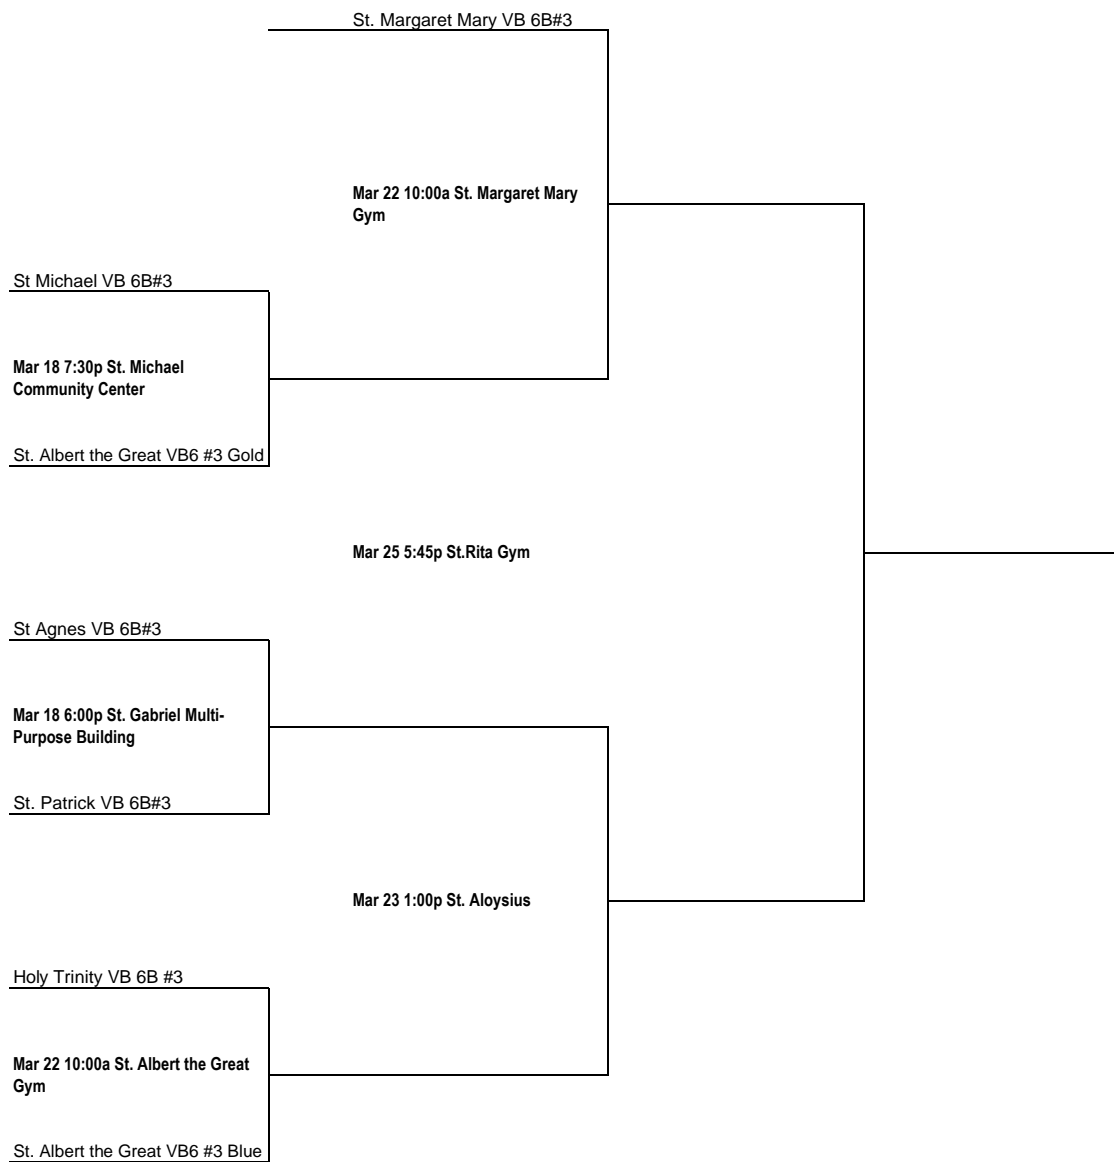 St. Margaret Mary VB 6B#3
Mar 22 10:00a St. Margaret Mary
Gym
St Michael VB 6B#3
Mar 18 7:30p St. Michael
Community Center
St. Albert the Great VB6 #3 Gold
Mar 25 5:45p St.Rita Gym
St Agnes VB 6B#3
Mar 18 6:00p St. Gabriel Multi-
Purpose Building
St. Patrick VB 6B#3
Mar 23 1:00p St. Aloysius
Holy Trinity VB 6B #3
Mar 22 10:00a St. Albert the Great
Gym
St. Albert the Great VB6 #3 Blue